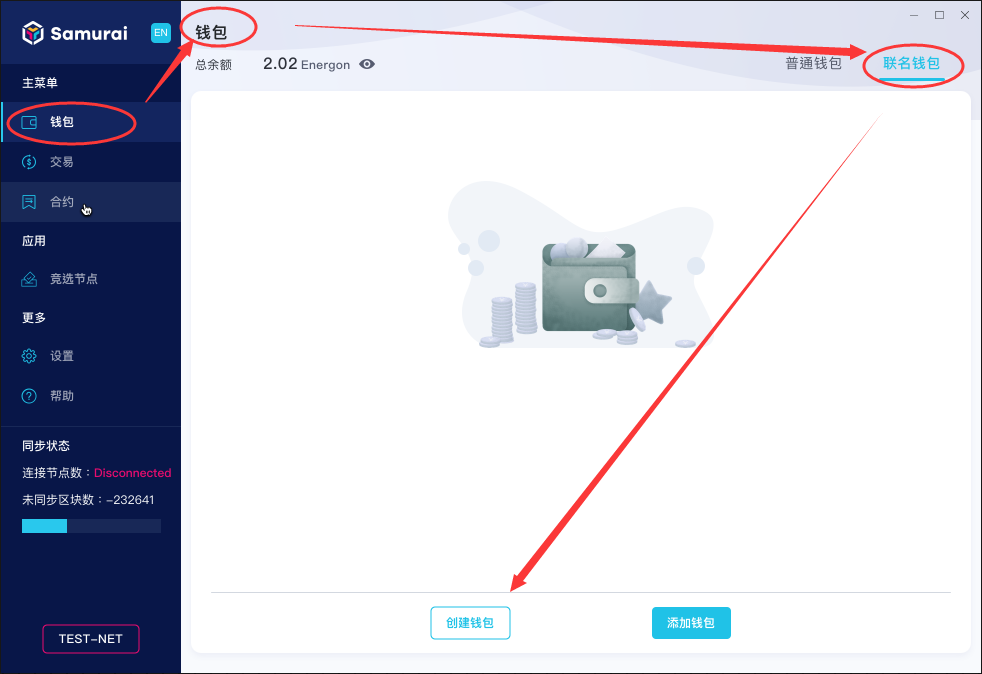 Samurai
EN
主菜单
钱包
交易
合约
应用
竞选节点
更多
设置
帮助
同步状态
连接节点数：Disconnected
未同步区块数：-232641
TEST-NET
钱包
总余额 2.02 Energon
普通钱包 联名钱包
创建钱包 添加钱包